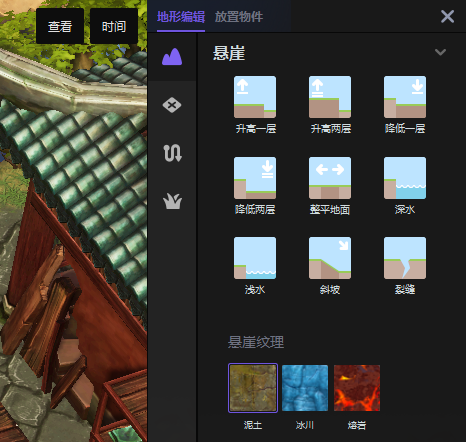 查看 时间
地形编辑 放置物件
悬崖
升高一层 升高两层 降低一层
降低两层 整平地面 深水
浅水 斜坡 裂缝
悬崖纹理
泥土 冰川 熔岩